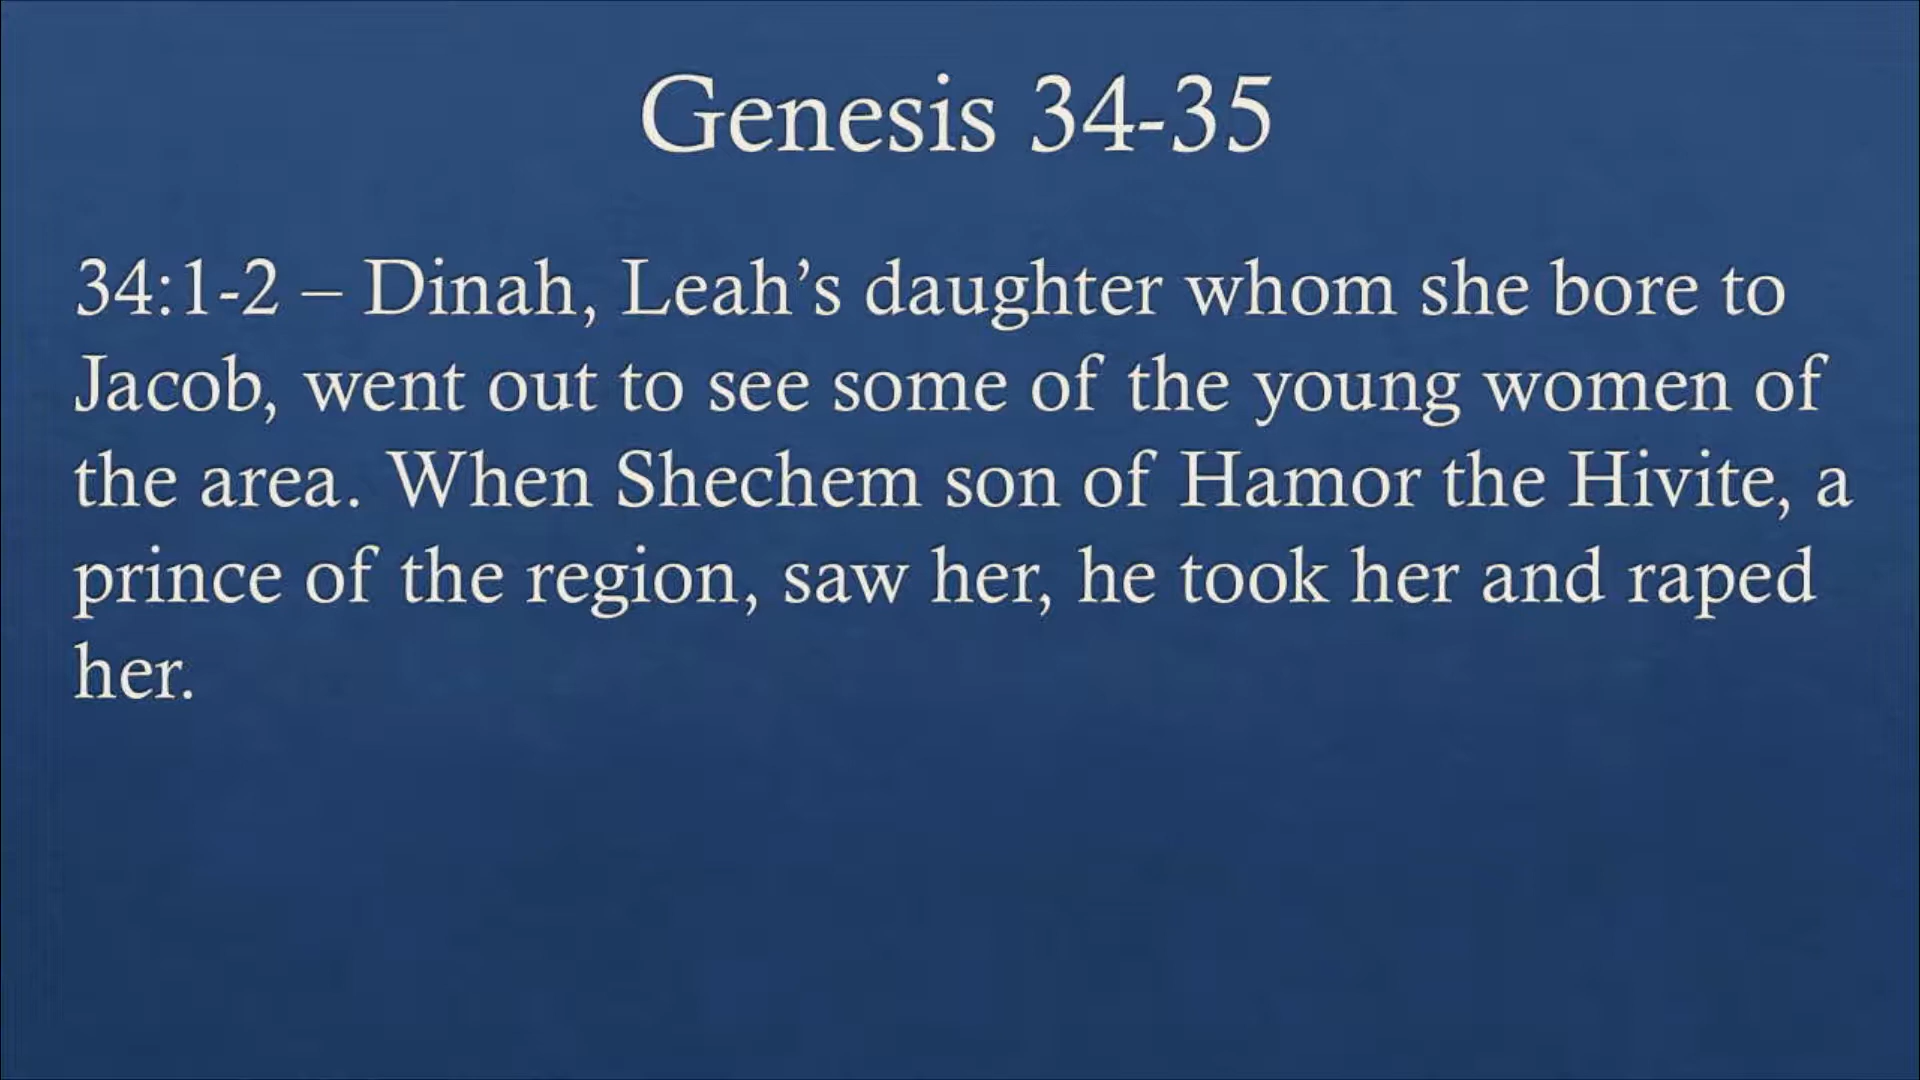 Genesis 34-35
34:1-2 – Dinah, Leah’s daughter whom she bore to
Jacob, went out to see some of the young women of
the area. When Shechem son of Hamor the Hivite, a
prince of the region, saw her, he took her and raped
her.